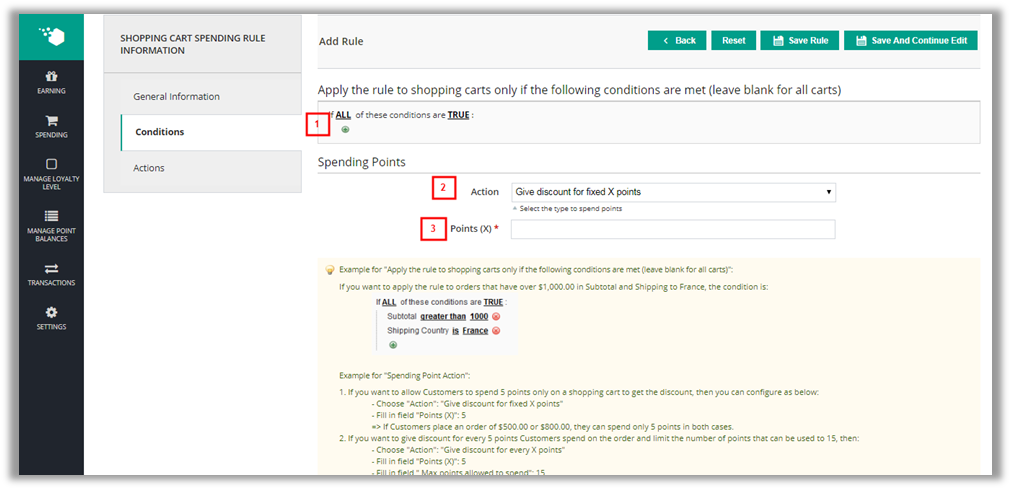 EARNING
SPENDING
MANAGE LOYALTY
LEVEL
MANAGE POINT
BALANCES
TRANSACTIONS
SETTINGS
SHOPPING CART SPENDING RULE
INFORMATION
General Information
Conditions
Actions
Add Rule
Back
Reset
Save Rule
Save And Continue Edit
Apply the rule to shopping carts only if the following conditions are met (leave blank for all carts)
1
If ALL of these conditions are TRUE :
Spending Points
2
Action
Give discount for fixed X points
Select the type to spend points
3
Points (X) *
Example for "Apply the rule to shopping carts only if the following conditions are met (leave blank for all carts)":
If you want to apply the rule to orders that have over $1,000.00 in Subtotal and Shipping to France, the condition is:
If ALL of these conditions are TRUE :
Subtotal greater than 1000
Shipping Country is France
Example for "Spending Point Action":
1. If you want to allow Customers to spend 5 points only on a shopping cart to get the discount, then you can configure as below:
- Choose "Action": "Give discount for fixed X points"
- Fill in field "Points (X)": 5
=> If Customers place an order of $500.00 or $800.00, they can spend only 5 points in both cases.
2. If you want to give discount for every 5 points Customers spend on the order and limit the number of points that can be used to 15, then:
- Choose "Action": "Give discount for every X points"
- Fill in field "Points (X)": 5
- Fill in field " Max points allowed to spend": 15